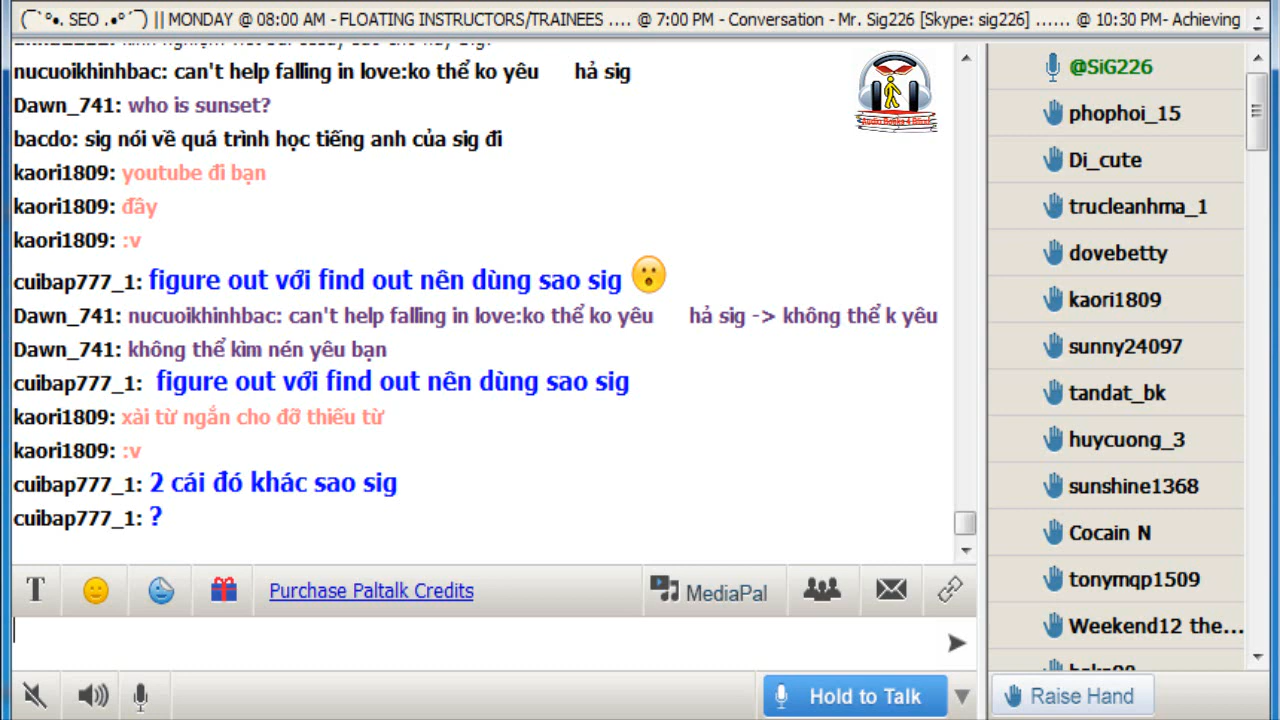 (¯`°•. SEO .•°´¯) || MONDAY @ 08:00 AM - FLOATING INSTRUCTORS/TRAINEES .... @ 7:00 PM - Conversation - Mr. Sig226 [Skype: sig226] ...... @ 10:30 PM- Achieving
nucuoikhinhbac: can't help falling in love:ko thể ko yêu hả sig
Dawn_741: who is sunset?
bacdo: sig nói về quá trình học tiếng anh của sig đi
kaori1809: youtube đi bạn
kaori1809: đây
kaori1809: :v
cuibap777_1: figure out với find out nên dùng sao sig
Dawn_741: nucuoikhinhbac: can't help falling in love:ko thể ko yêu hả sig -> không thể k yêu
Dawn_741: không thể kìm nén yêu bạn
cuibap777_1: figure out với find out nên dùng sao sig
kaori1809: xài từ ngắn cho đỡ thiếu từ
kaori1809: :v
cuibap777_1: 2 cái đó khác sao sig
cuibap777_1: ?
Audio Books 4 Blind
T
Purchase Paltalk Credits
MediaPal
Hold to Talk
@SiG226
phophoi_15
Di_cute
trucleanhma_1
dovebetty
kaori1809
sunny24097
tandat_bk
huycuong_3
sunshine1368
Cocain N
tonymqp1509
Weekend12 the...
Raise Hand